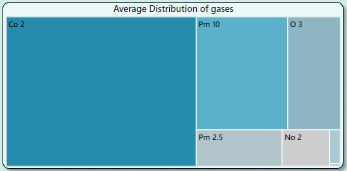 Average Distribution of gases
Co 2
Pm 10
O 3
Pm 2.5
No 2